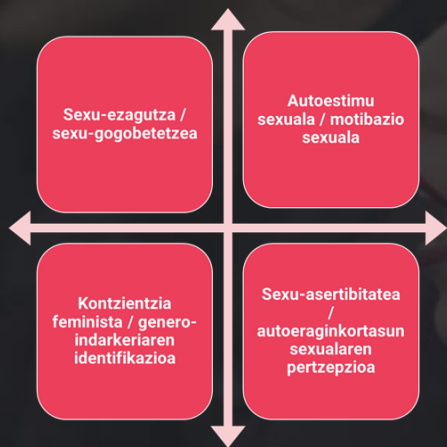 Sexu-ezagutza /
sexu-gogobetetzea
Autoestimu
sexuala / motibazio
sexuala
Kontzientzia
feminista / genero-
indarkeriaren
identifikazioa
Sexu-asertibitatea
/
autoeraginkortasun
sexualaren
pertzepzioa